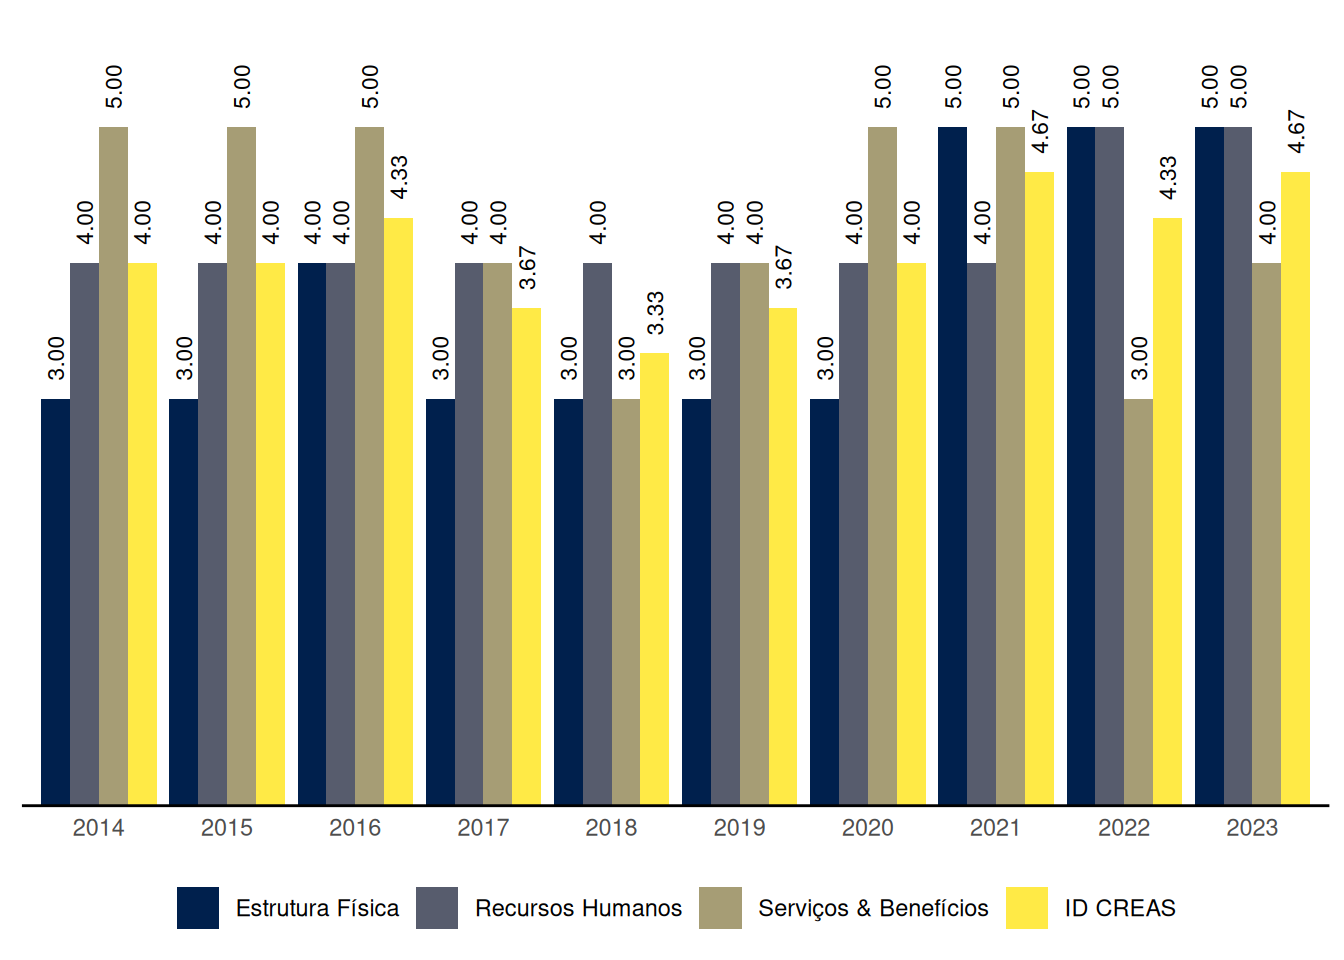 3.00 4.00 5.00 4.00 3.00 4.00 5.00 4.00 4.00 4.00 5.00 4.33 3.00 4.00 4.00 3.67 3.00 4.00 3.00 3.33 3.00 4.00 4.00 3.67 3.00 4.00 5.00 4.00 5.00 4.00 5.00 4.67 5.00 5.00 3.00 4.33 5.00 5.00 4.00 4.67
2014 2015 2016 2017 2018 2019 2020 2021 2022 2023
Estrutura Física Recursos Humanos Serviços & Benefícios ID CREAS